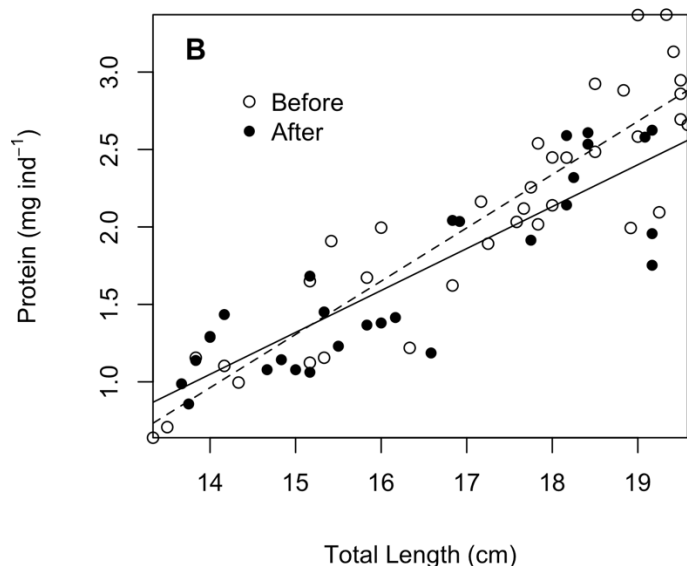 B
Before
After
Protein (mg ind⁻¹)
3.0
2.5
2.0
1.5
1.0
14 15 16 17 18 19
Total Length (cm)